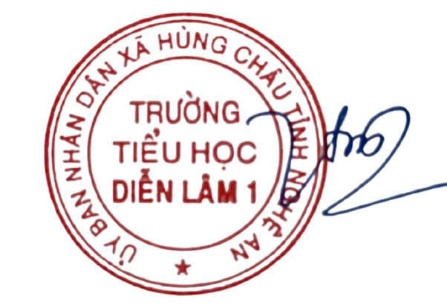 ỦY BAN NHÂN DÂN XÃ HÙNG CHÂU TỈNH NGHỆ AN
TRƯỜNG
TIỂU HỌC
DIỄN LÂM 1